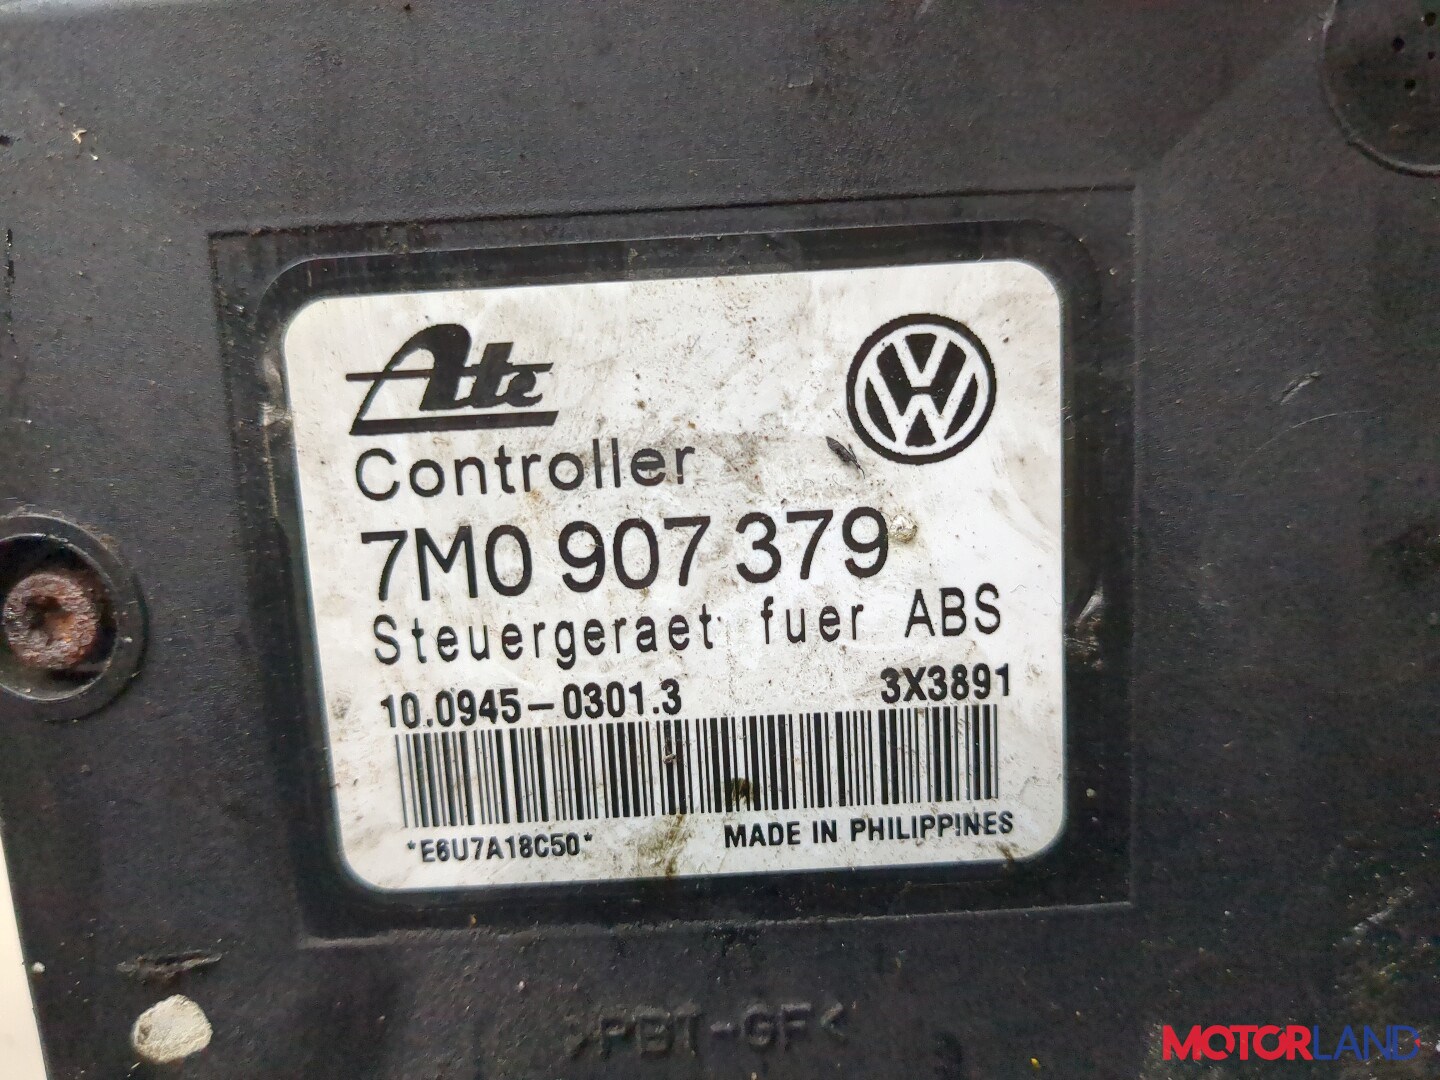 Ate
Controller
7M0 907 379
Steuergeraet fuer ABS
10.0945-0301.3 3X3891
*E6U7A18C50* MADE IN PHILIPPINES
>PBT-GF<
MOTORLAND